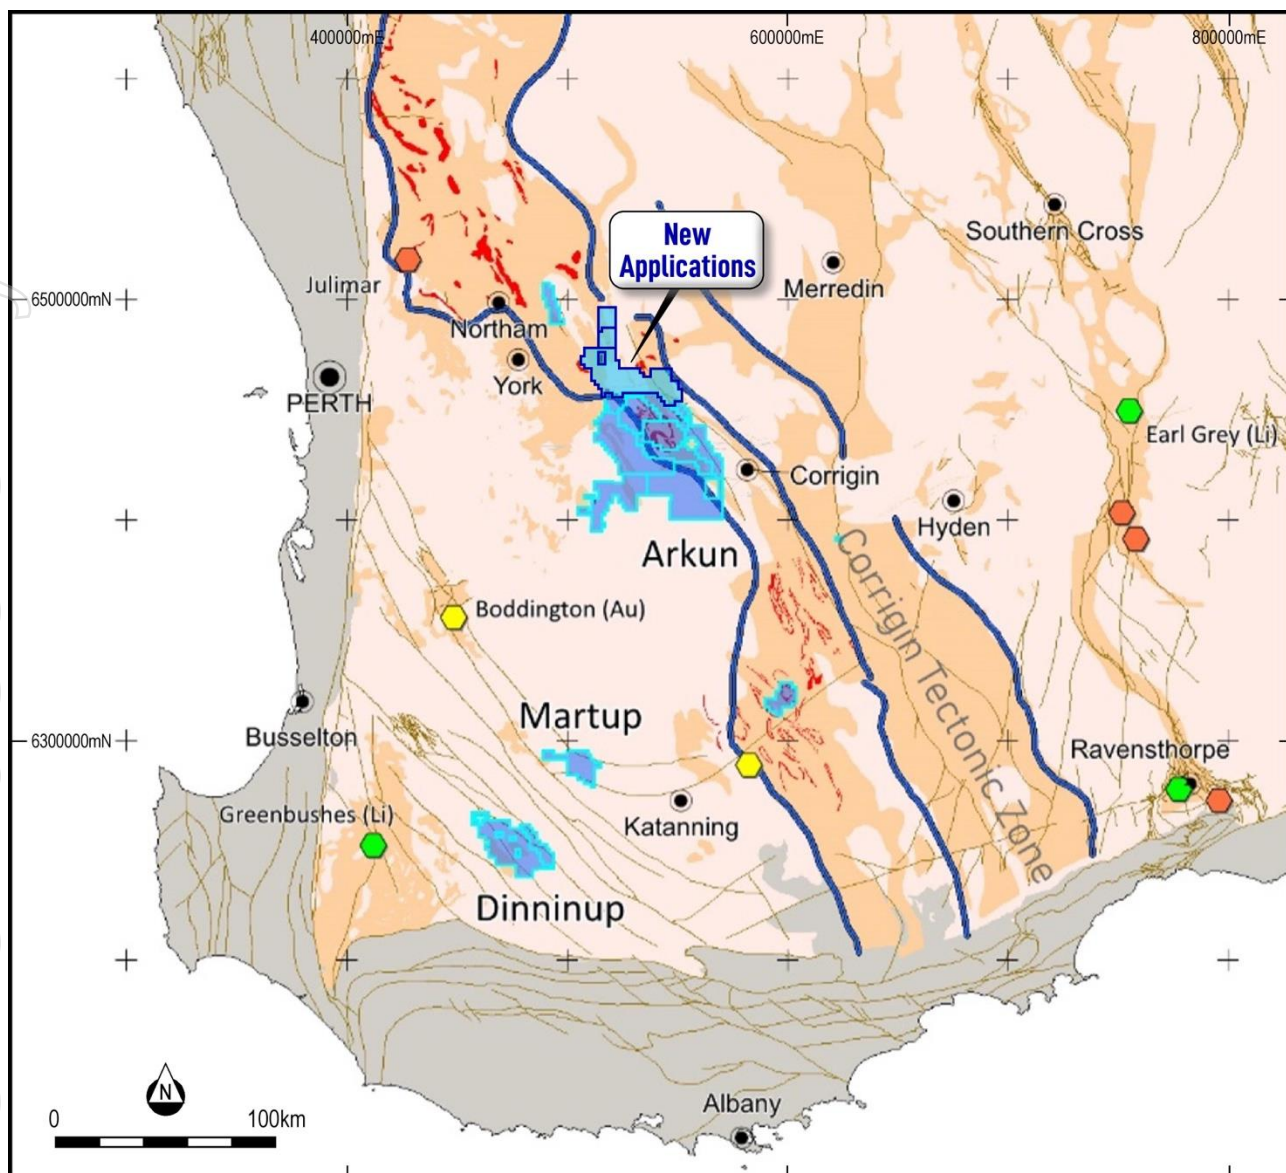 400000mE
600000mE
800000mE
New
Applications
Southern Cross
Merredin
Julimar
6500000mN
Northam
York
PERTH
Earl Grey (Li)
Corrigin
Hyden
Arkun
Boddington (Au)
Corrigin Tectonic Zone
Martup
Busselton
6300000mN
Ravensthorpe
Greenbushes (Li)
Katanning
Dinninup
N
0
100km
Albany